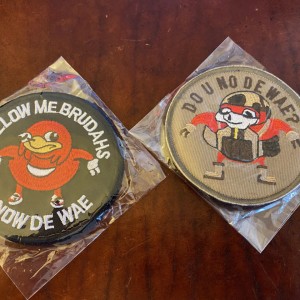 LLOW ME BRUDAHS
NOW DE WAE
DO U NO DE WAE?